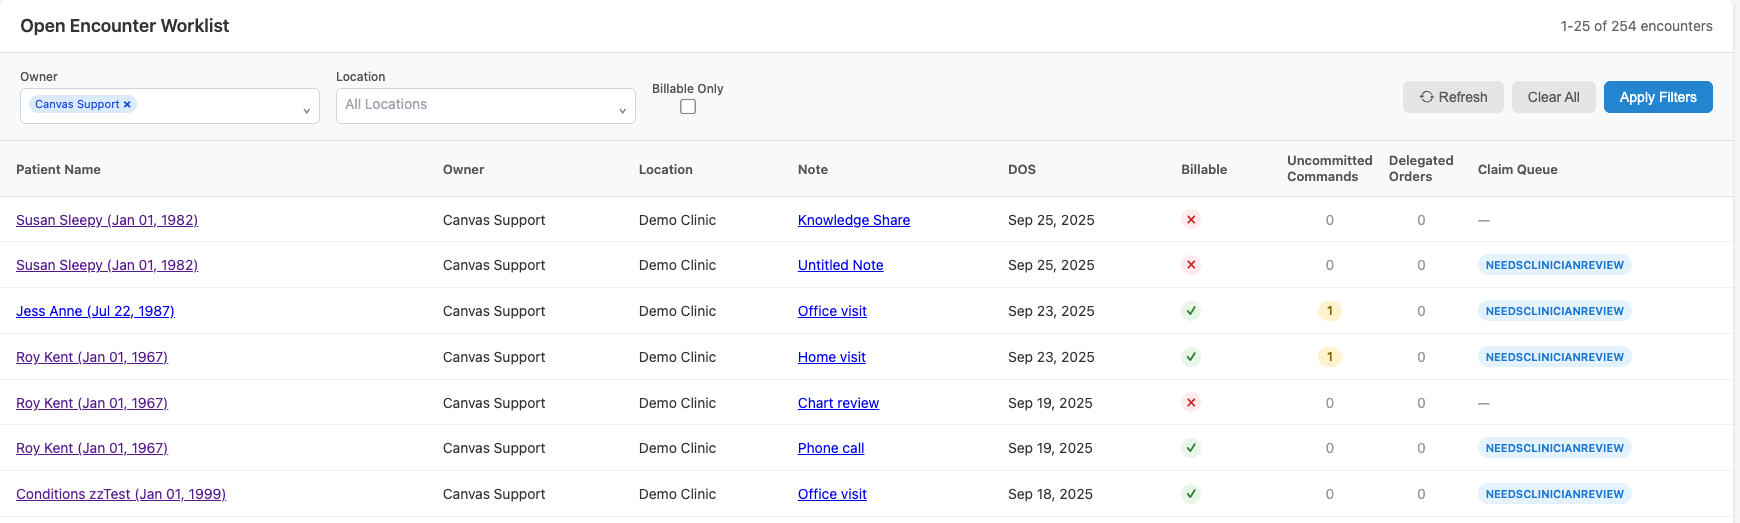 Open Encounter Worklist 1-25 of 254 encounters
Owner Location Billable Only
Canvas Support × All Locations Refresh Clear All Apply Filters
Patient Name Owner Location Note DOS Billable Uncommitted Commands Delegated Orders Claim Queue
Susan Sleepy (Jan 01, 1982) Canvas Support Demo Clinic Knowledge Share Sep 25, 2025 ✕ 0 0 —
Susan Sleepy (Jan 01, 1982) Canvas Support Demo Clinic Untitled Note Sep 25, 2025 ✕ 0 0 NEEDSCLINICIANREVIEW
Jess Anne (Jul 22, 1987) Canvas Support Demo Clinic Office visit Sep 23, 2025 ✓ 1 0 NEEDSCLINICIANREVIEW
Roy Kent (Jan 01, 1967) Canvas Support Demo Clinic Home visit Sep 23, 2025 ✓ 1 0 NEEDSCLINICIANREVIEW
Roy Kent (Jan 01, 1967) Canvas Support Demo Clinic Chart review Sep 19, 2025 ✕ 0 0 —
Roy Kent (Jan 01, 1967) Canvas Support Demo Clinic Phone call Sep 19, 2025 ✓ 0 0 NEEDSCLINICIANREVIEW
Conditions zzTest (Jan 01, 1999) Canvas Support Demo Clinic Office visit Sep 18, 2025 ✓ 0 0 NEEDSCLINICIANREVIEW